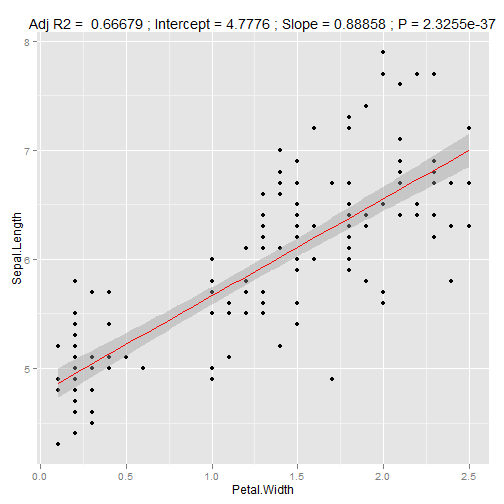 Adj R2 = 0.66679 ; Intercept = 4.7776 ; Slope = 0.88858 ; P = 2.3255e-37
8
7
6
5
Sepal.Length
0.0 0.5 1.0 1.5 2.0 2.5
Petal.Width